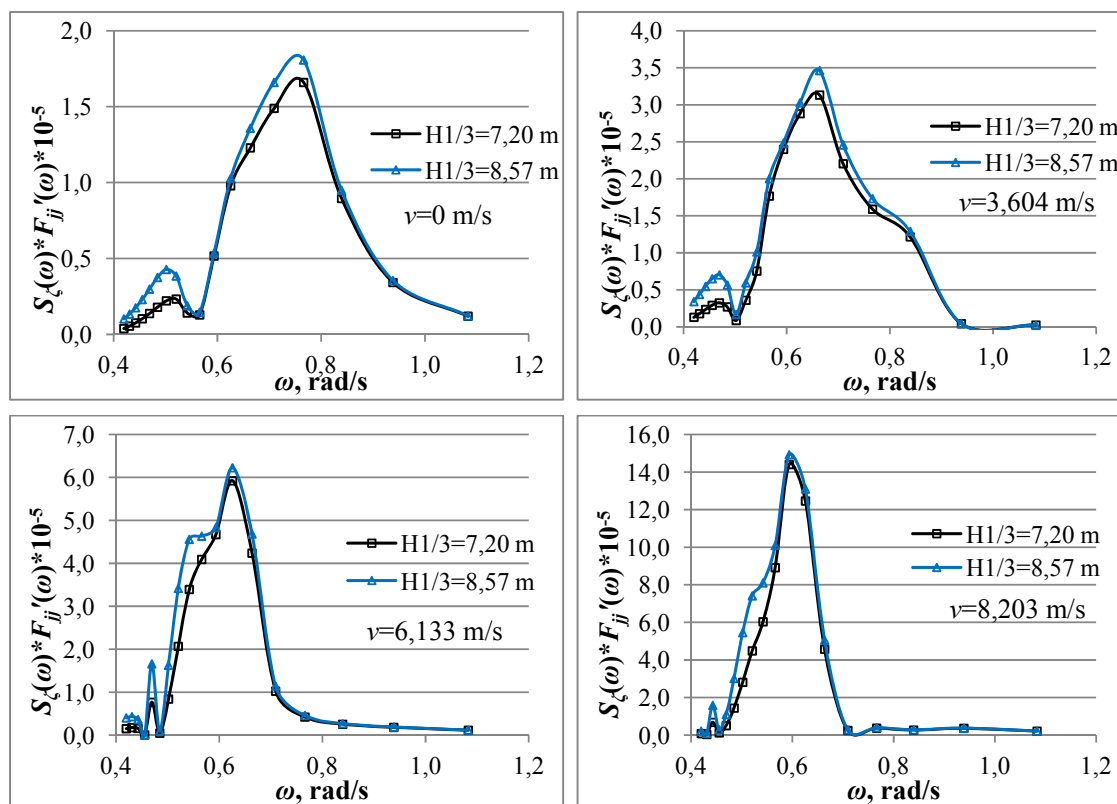 S_ζ(ω)*F_jj'(ω)*10⁻⁵
2,0
1,5
1,0
0,5
0,0
0,4 0,6 0,8 1,0 1,2
ω, rad/s
H1/3=7,20 m
H1/3=8,57 m
v=0 m/s
S_ζ(ω)*F_jj'(ω)*10⁻⁵
4,0
3,5
3,0
2,5
2,0
1,5
1,0
0,5
0,0
0,4 0,6 0,8 1,0 1,2
ω, rad/s
H1/3=7,20 m
H1/3=8,57 m
v=3,604 m/s
S_ζ(ω)*F_jj'(ω)*10⁻⁵
7,0
6,0
5,0
4,0
3,0
2,0
1,0
0,0
0,4 0,6 0,8 1,0 1,2
ω, rad/s
H1/3=7,20 m
H1/3=8,57 m
v=6,133 m/s
S_ζ(ω)*F_jj'(ω)*10⁻⁵
16,0
14,0
12,0
10,0
8,0
6,0
4,0
2,0
0,0
0,4 0,6 0,8 1,0 1,2
ω, rad/s
H1/3=7,20 m
H1/3=8,57 m
v=8,203 m/s